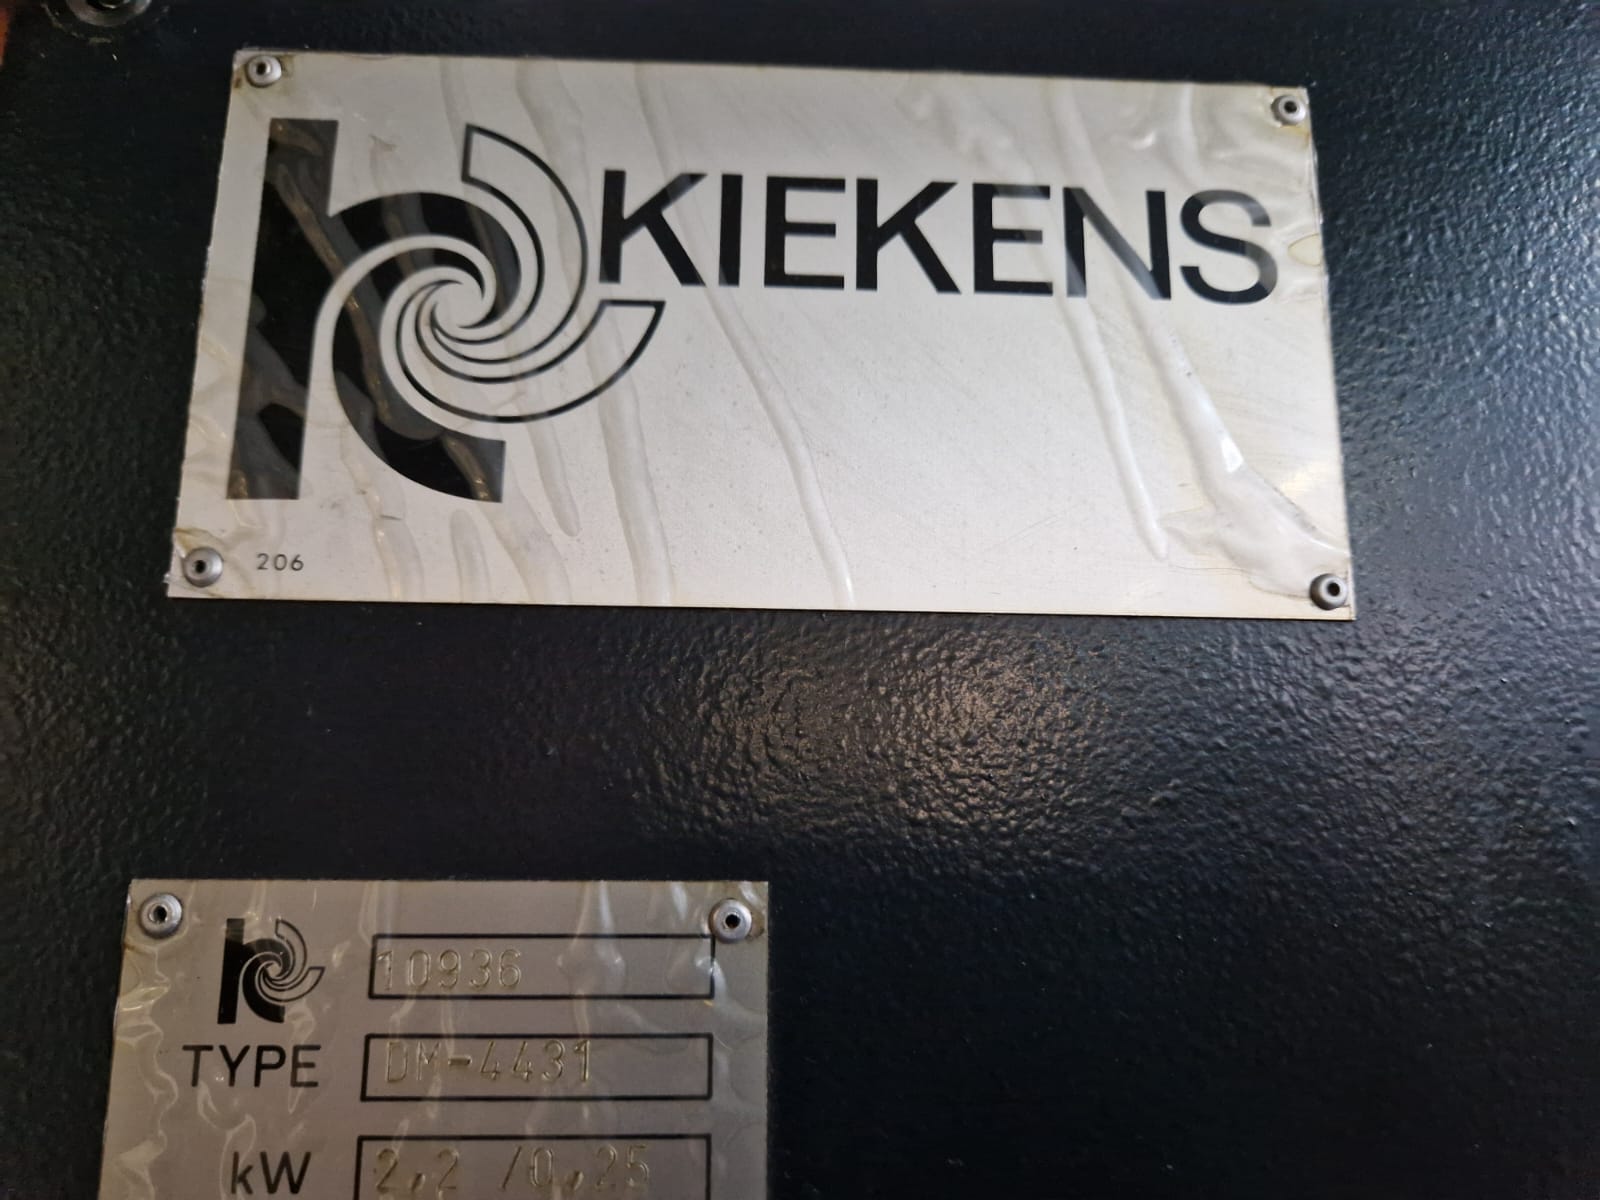 KIEKENS
206
10936
TYPE DM-4431
kW 2,2 /0,25